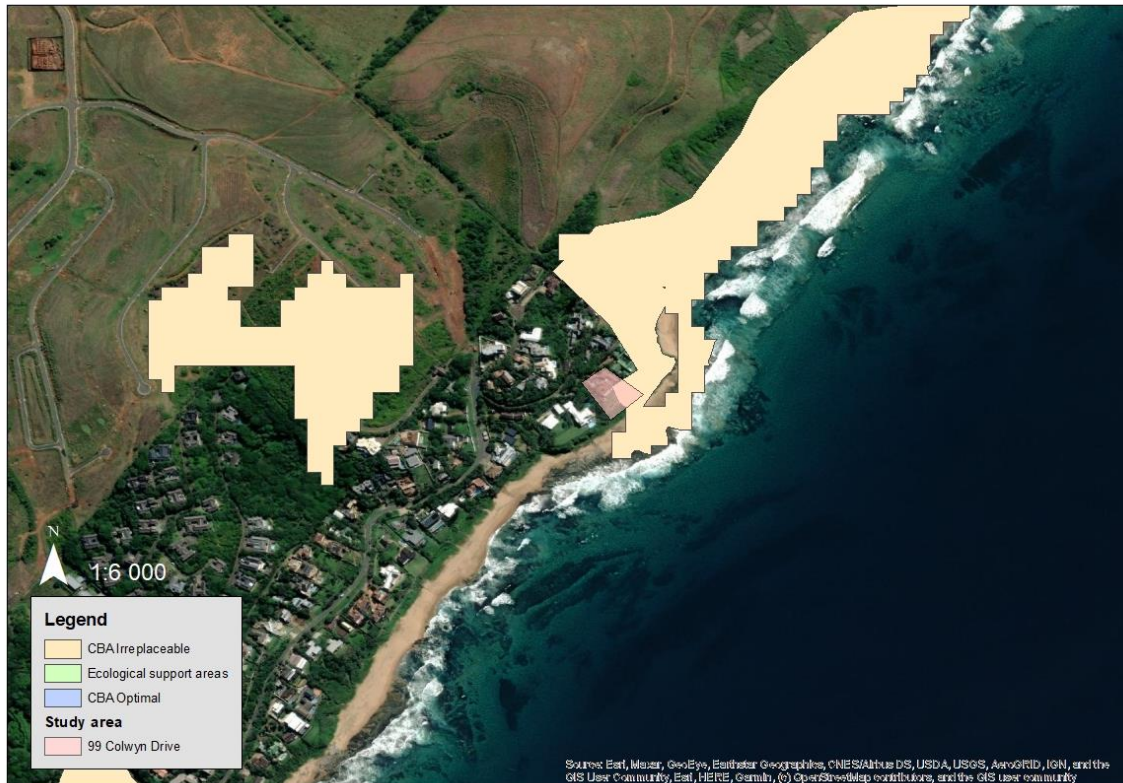 N
1:6 000
Legend
CBA Irreplaceable
Ecological support areas
CBA Optimal
Study area
99 Colwyn Drive
Source: Esri, Maxar, GeoEye, Earthstar Geographics, CNES/Airbus DS, USDA, USGS, AeroGRID, IGN, and the
GIS User Community, Esri, HERE, Garmin, (c) OpenStreetMap contributors, and the GIS user community